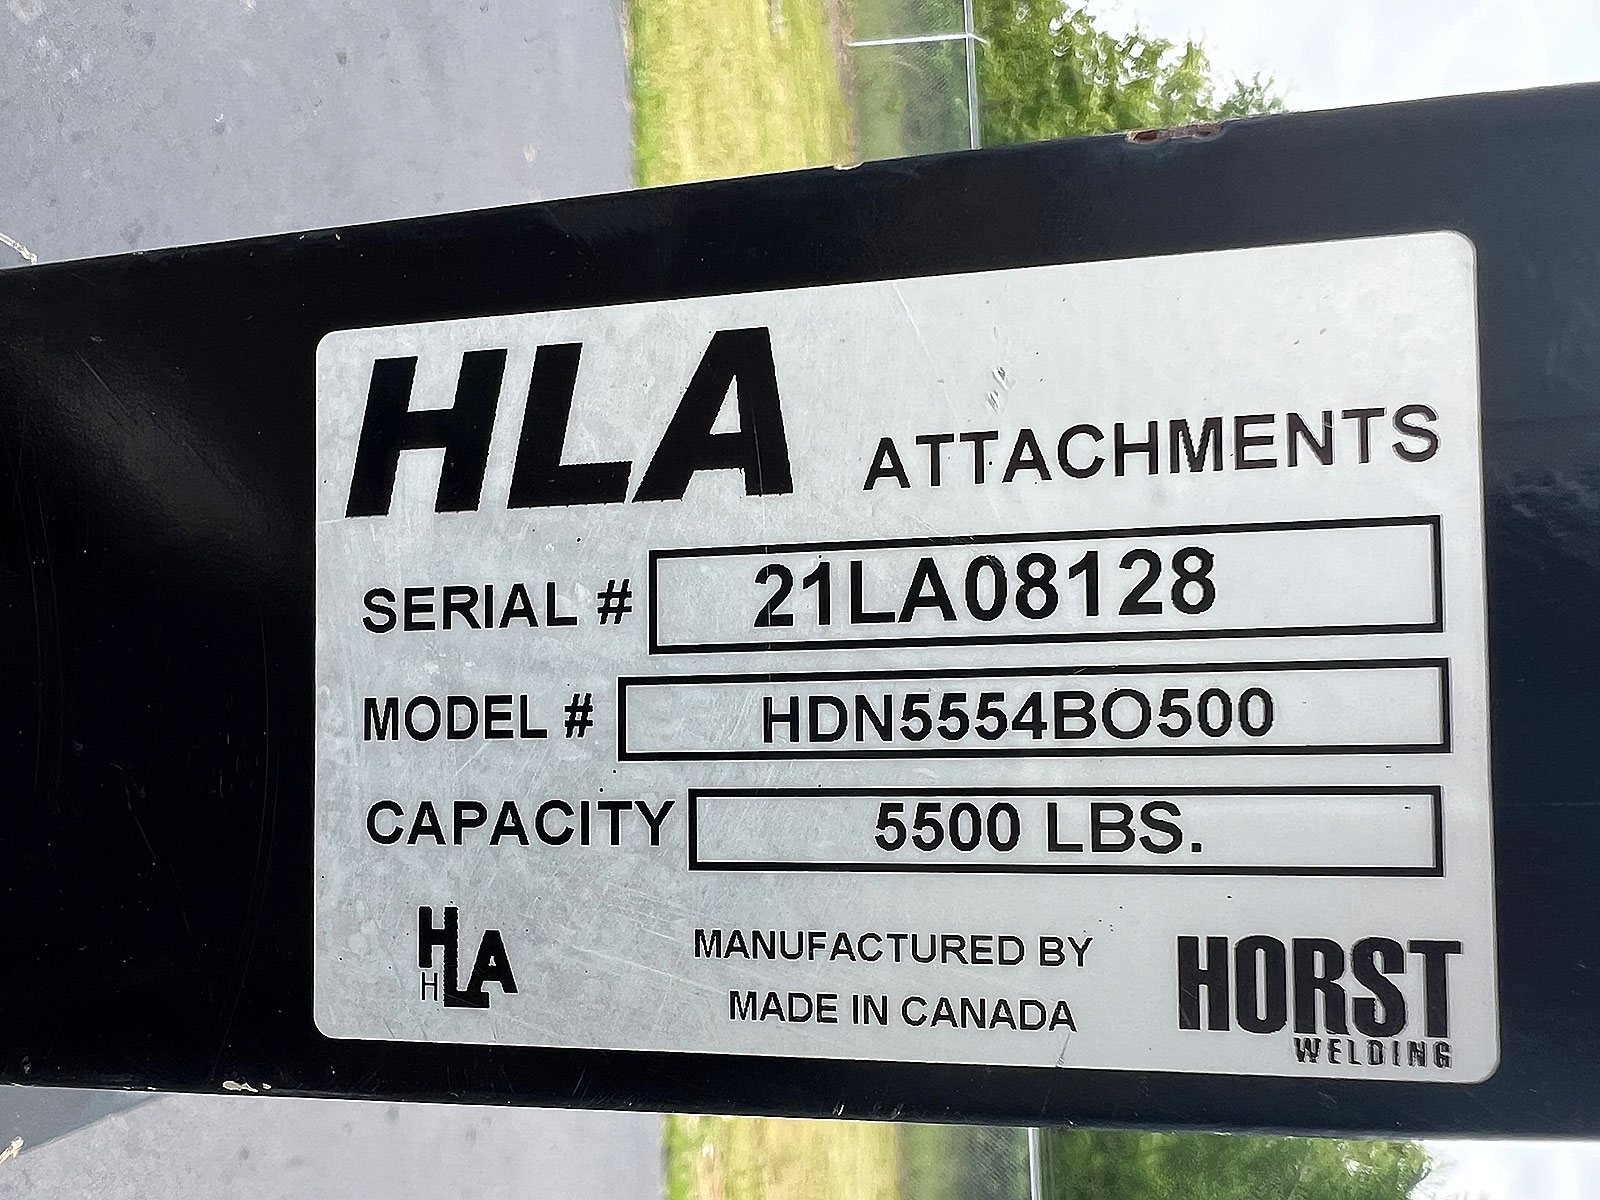 HLA ATTACHMENTS
SERIAL # 21LA08128
MODEL # HDN5554BO500
CAPACITY 5500 LBS.
HLA
H
MANUFACTURED BY
MADE IN CANADA
HORST
WELDING